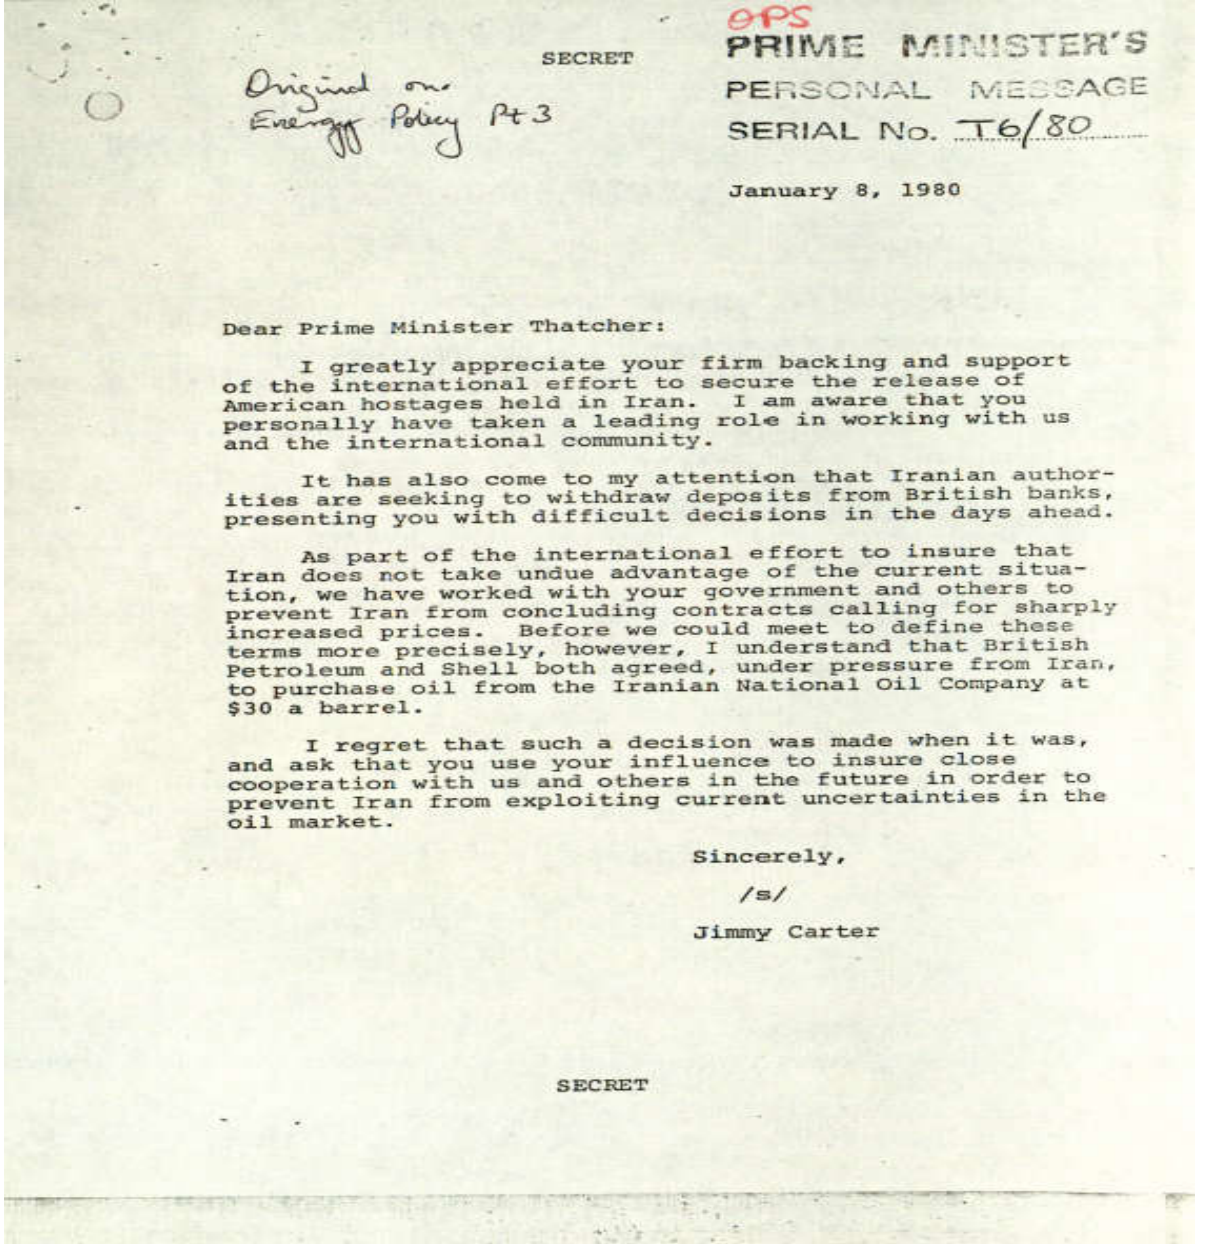 OPS
SECRET
PRIME MINISTER'S
PERSONAL MESSAGE
SERIAL No. T6/80
Original on
Energy Policy Pt 3
January 8, 1980
Dear Prime Minister Thatcher:
I greatly appreciate your firm backing and support
of the international effort to secure the release of
American hostages held in Iran. I am aware that you
personally have taken a leading role in working with us
and the international community.
It has also come to my attention that Iranian author-
ities are seeking to withdraw deposits from British banks,
presenting you with difficult decisions in the days ahead.
As part of the international effort to insure that
Iran does not take undue advantage of the current situa-
tion, we have worked with your government and others to
prevent Iran from concluding contracts calling for sharply
increased prices. Before we could meet to define these
terms more precisely, however, I understand that British
Petroleum and Shell both agreed, under pressure from Iran,
to purchase oil from the Iranian National Oil Company at
$30 a barrel.
I regret that such a decision was made when it was,
and ask that you use your influence to insure close
cooperation with us and others in the future in order to
prevent Iran from exploiting current uncertainties in the
oil market.
Sincerely,
/s/
Jimmy Carter
SECRET